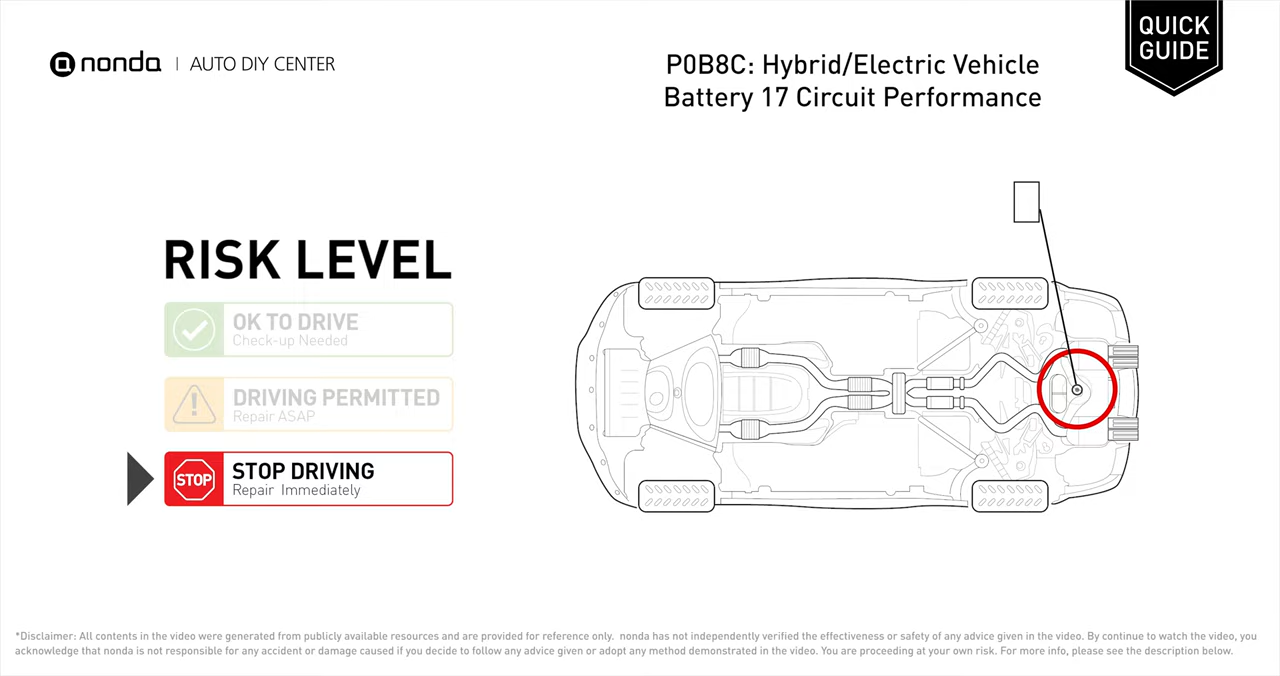 nonda | AUTO DIY CENTER
P0B8C: Hybrid/Electric Vehicle
Battery 17 Circuit Performance
QUICK
GUIDE
RISK LEVEL
OK TO DRIVE
Check-up Needed
DRIVING PERMITTED
Repair ASAP
STOP
STOP DRIVING
Repair Immediately
*Disclaimer: All contents in the video were generated from publicly available resources and are provided for reference only. nonda has not independently verified the effectiveness or safety of any advice given in the video. By continue to watch the video, you
acknowledge that nonda is not responsible for any accident or damage caused if you decide to follow any advice given or adopt any method demonstrated in the video. You are proceeding at your own risk. For more info, please see the description below.